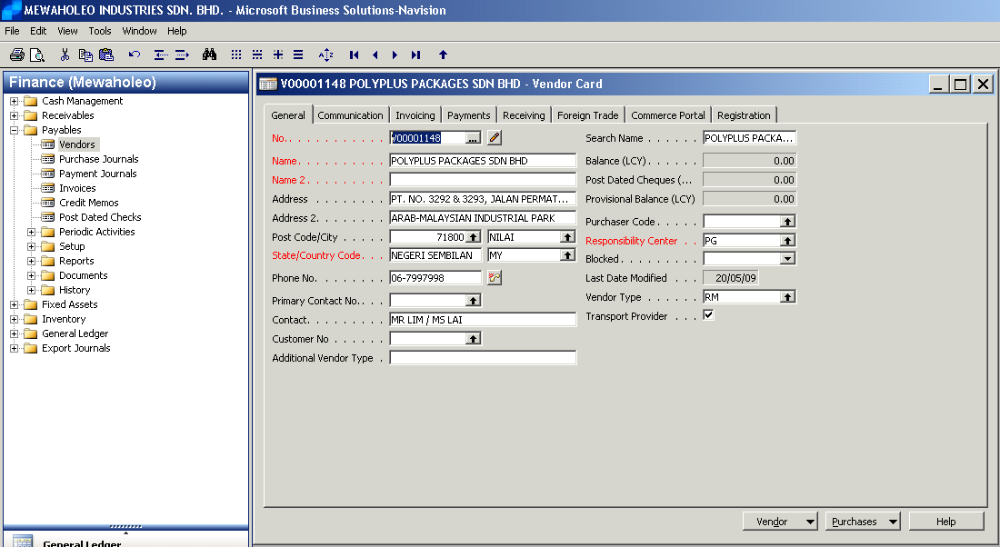 MEWAHOLEO INDUSTRIES SDN. BHD. - Microsoft Business Solutions-Navision
File Edit View Tools Window Help
Finance (Mewaholeo)
Cash Management
Receivables
Payables
Vendors
Purchase Journals
Payment Journals
Invoices
Credit Memos
Post Dated Checks
Periodic Activities
Setup
Reports
Documents
History
Fixed Assets
Inventory
General Ledger
Export Journals
General Ledger
V00001148 POLYPLUS PACKAGES SDN BHD - Vendor Card
General Communication Invoicing Payments Receiving Foreign Trade Commerce Portal Registration
No. . . . . . . . . . . . V00001148 ...
Name . . . . . . . . . . POLYPLUS PACKAGES SDN BHD
Name 2 . . . . . . . . .
Address . . . . . . . . PT. NO. 3292 & 3293, JALAN PERMAT...
Address 2. . . . . . . . ARAB-MALAYSIAN INDUSTRIAL PARK
Post Code/City . . . . . 71800 NILAI
State/Country Code. . . NEGERI SEMBILAN MY
Phone No. . . . . . . . 06-7997998
Primary Contact No. . . .
Contact. . . . . . . . . MR LIM / MS LAI
Customer No . . . . . .
Additional Vendor Type .
Search Name . . . . . . POLYPLUS PACKA...
Balance (LCY) . . . . . . 0.00
Post Dated Cheques (... 0.00
Provisional Balance (LCY) 0.00
Purchaser Code . . . . .
Responsibility Center . . PG
Blocked . . . . . . . . .
Last Date Modified . . . 20/05/09
Vendor Type . . . . . . RM
Transport Provider . . .
Vendor Purchases Help